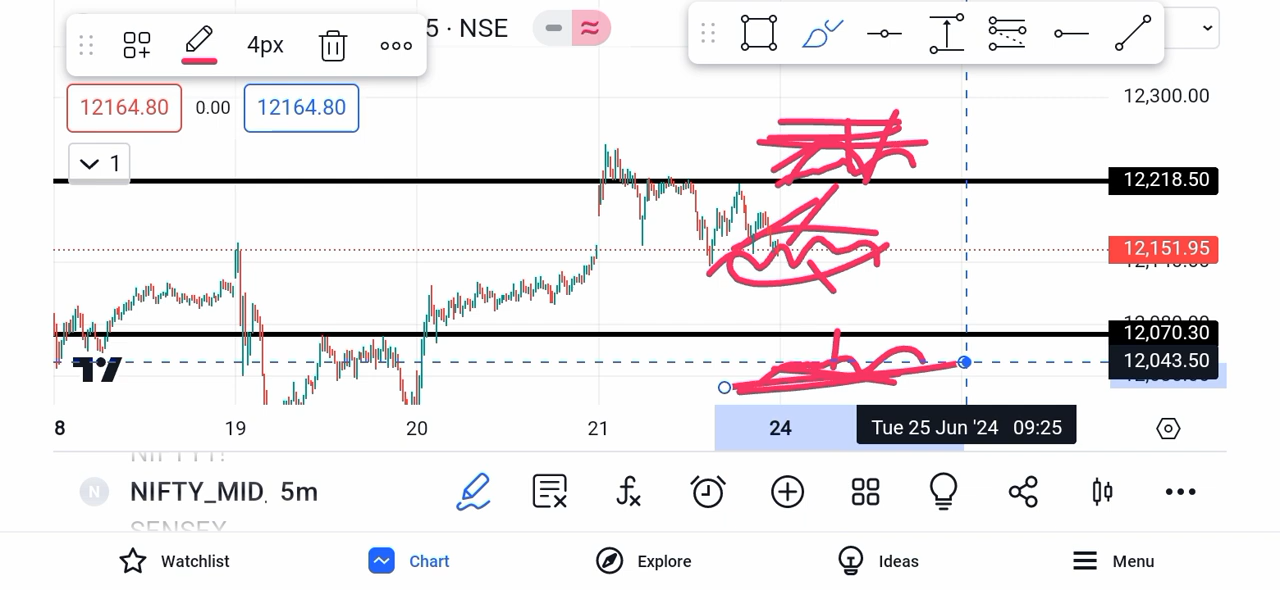 4px
5 · NSE
12164.80 0.00 12164.80
1
12,300.00
12,218.50
12,151.95
12,070.30
12,043.50
8 19 20 21 24 Tue 25 Jun '24 09:25
N NIFTY_MID, 5m
Watchlist Chart Explore Ideas Menu